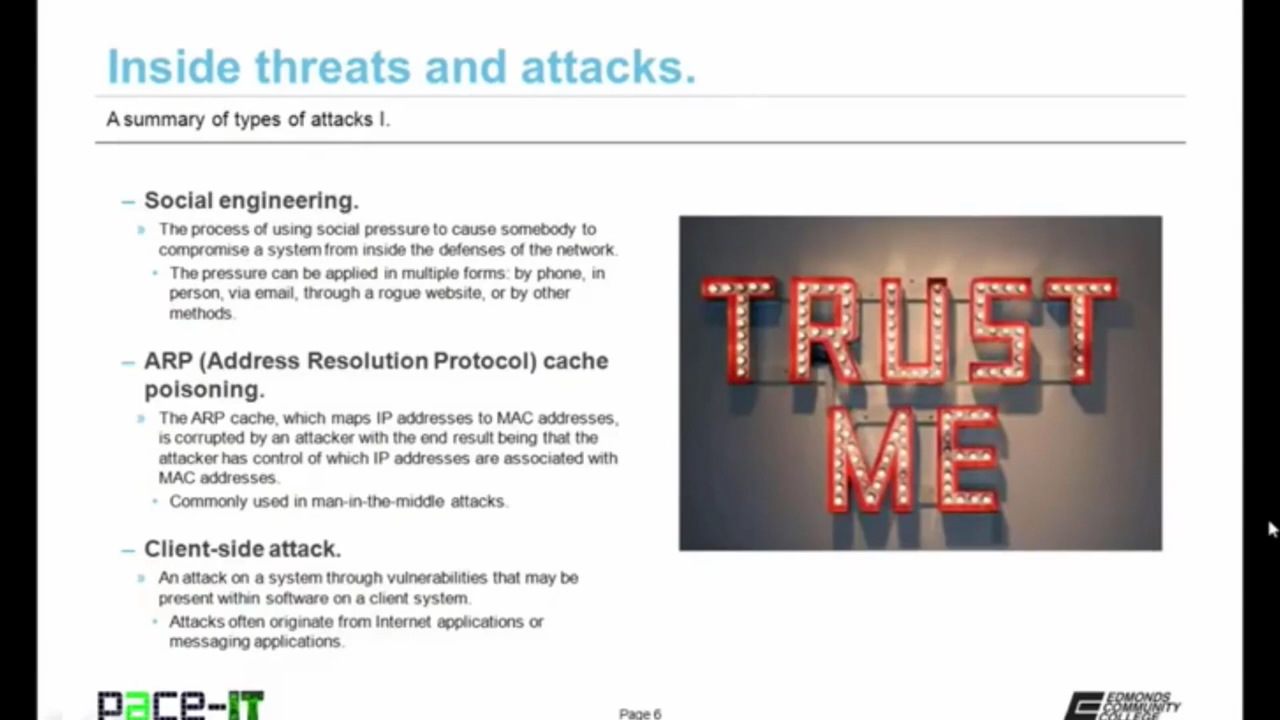 Inside threats and attacks.
A summary of types of attacks I.
– Social engineering.
» The process of using social pressure to cause somebody to
compromise a system from inside the defenses of the network.
• The pressure can be applied in multiple forms: by phone, in
person, via email, through a rogue website, or by other
methods.
– ARP (Address Resolution Protocol) cache
poisoning.
» The ARP cache, which maps IP addresses to MAC addresses,
is corrupted by an attacker with the end result being that the
attacker has control of which IP addresses are associated with
MAC addresses.
• Commonly used in man-in-the-middle attacks.
– Client-side attack.
» An attack on a system through vulnerabilities that may be
present within software on a client system.
• Attacks often originate from Internet applications or
messaging applications.
TRUST
ME
pace-IT
Page 6
EDMONDS
COMMUNITY
COLLEGE